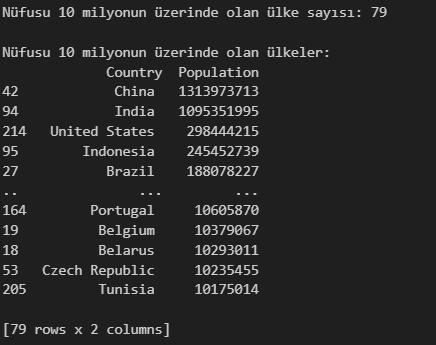 Nüfusu 10 milyonun üzerinde olan ülke sayısı: 79
Nüfusu 10 milyonun üzerinde olan ülkeler:
Country Population
42 China 1313973713
94 India 1095351995
214 United States 298444215
95 Indonesia 245452739
27 Brazil 188078227
.. ... ...
164 Portugal 10605870
19 Belgium 10379067
18 Belarus 10293011
53 Czech Republic 10235455
205 Tunisia 10175014
[79 rows x 2 columns]